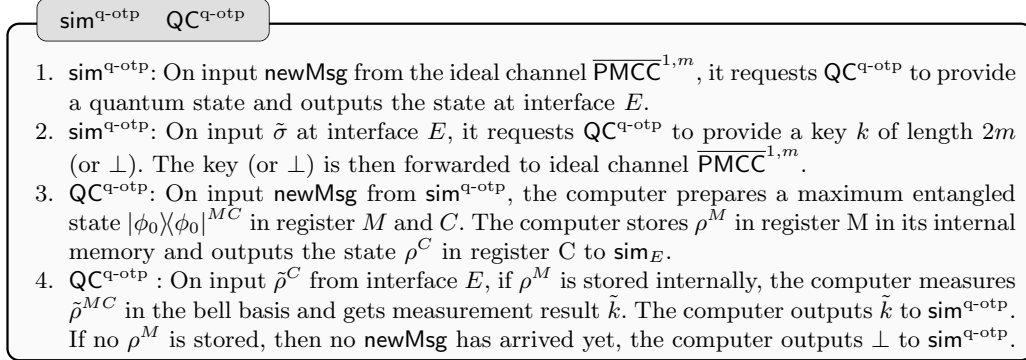 sim^q-otp QC^q-otp
1. sim^q-otp: On input newMsg from the ideal channel \overline{PMCC}^{1,m}, it requests QC^q-otp to provide
a quantum state and outputs the state at interface E.
2. sim^q-otp: On input σ̃ at interface E, it requests QC^q-otp to provide a key k of length 2m
(or ⊥). The key (or ⊥) is then forwarded to ideal channel \overline{PMCC}^{1,m}.
3. QC^q-otp: On input newMsg from sim^q-otp, the computer prepares a maximum entangled
state |ϕ_0⟩⟨ϕ_0|^{MC} in register M and C. The computer stores ρ^M in register M in its internal
memory and outputs the state ρ^C in register C to sim_E.
4. QC^q-otp : On input ρ̃^C from interface E, if ρ^M is stored internally, the computer measures
ρ̃^{MC} in the bell basis and gets measurement result k̃. The computer outputs k̃ to sim^q-otp.
If no ρ^M is stored, then no newMsg has arrived yet, the computer outputs ⊥ to sim^q-otp.